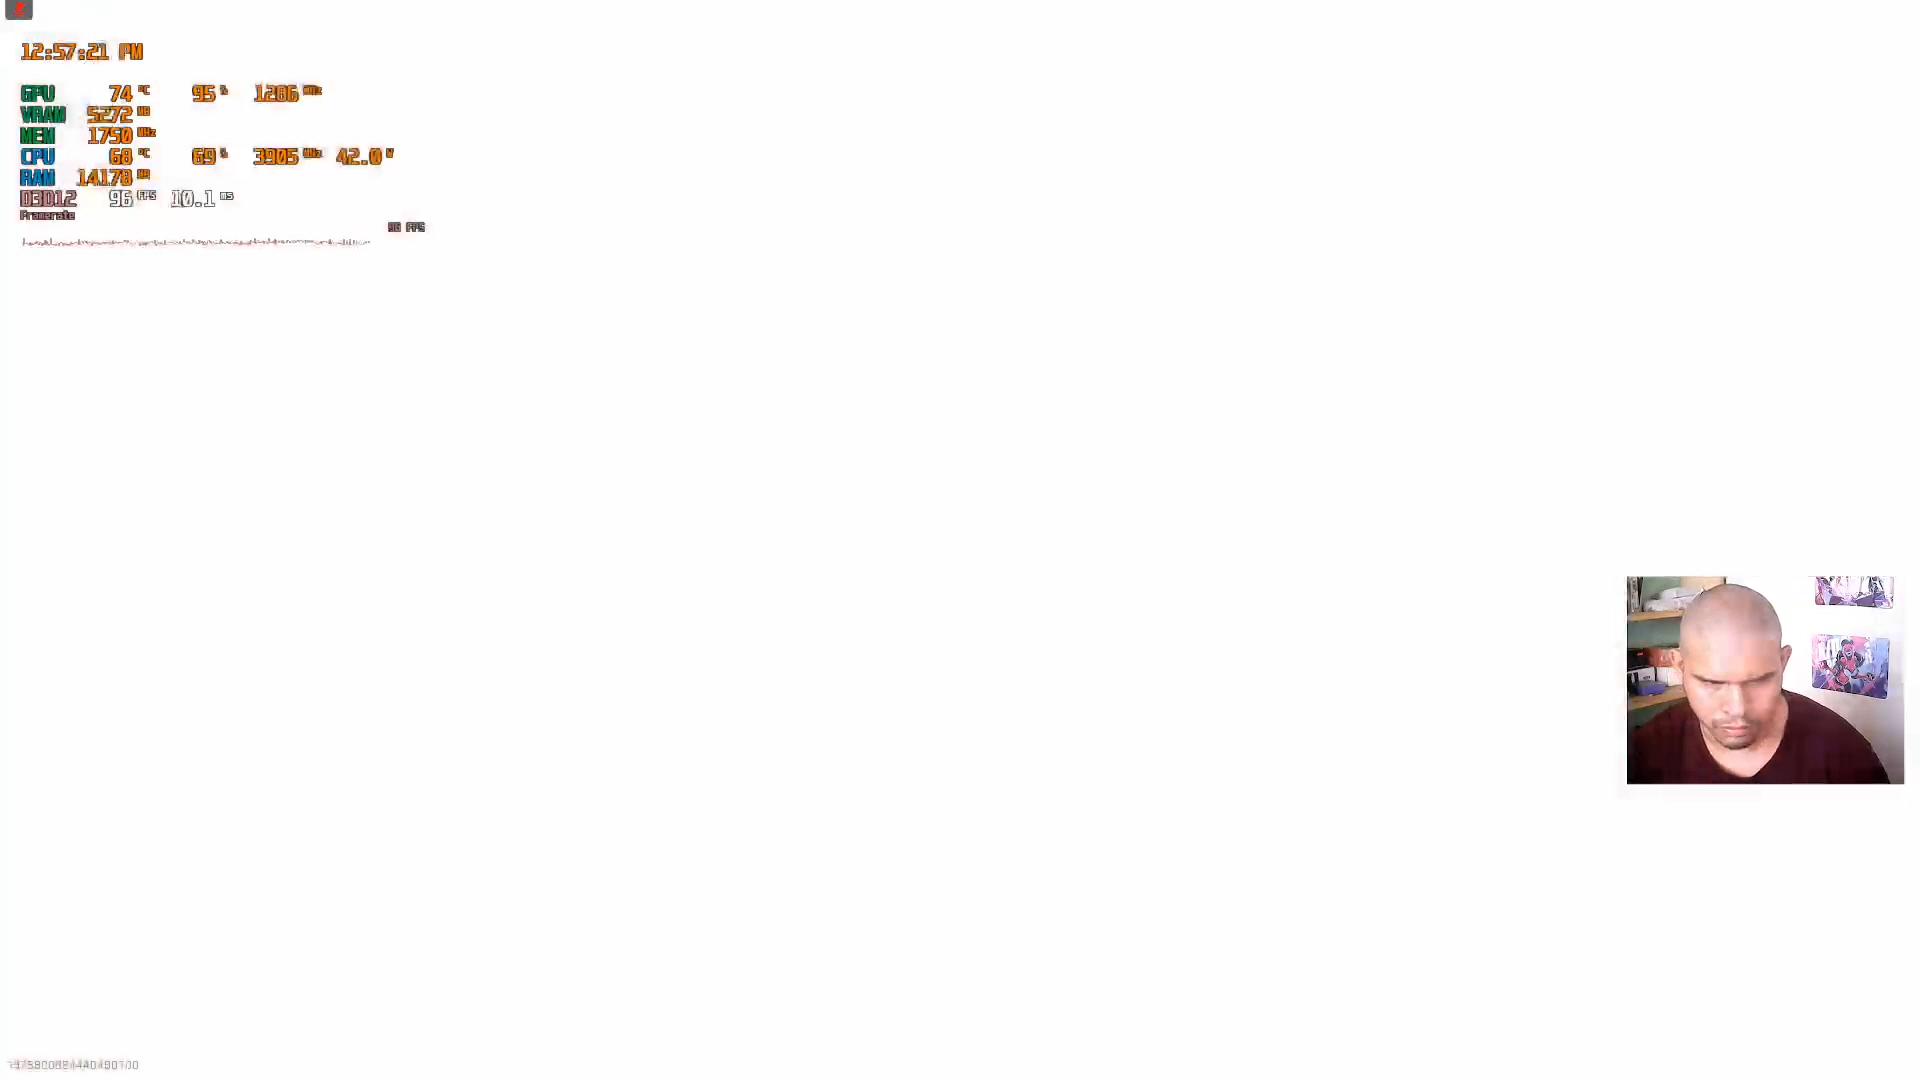 12:57:21 PM
GPU 74 °C 95 % 1286 MHz
VRAM 5272 MB
MEM 1750 MHz
CPU 68 °C 69 % 3905 MHz 42.0 W
RAM 14178 MB
D3D12 96 FPS 10.1 ms
Framerate